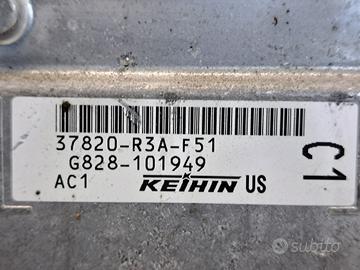 37820-R3A-F51
G828-101949
AC1 KEIHIN US
C1
subito